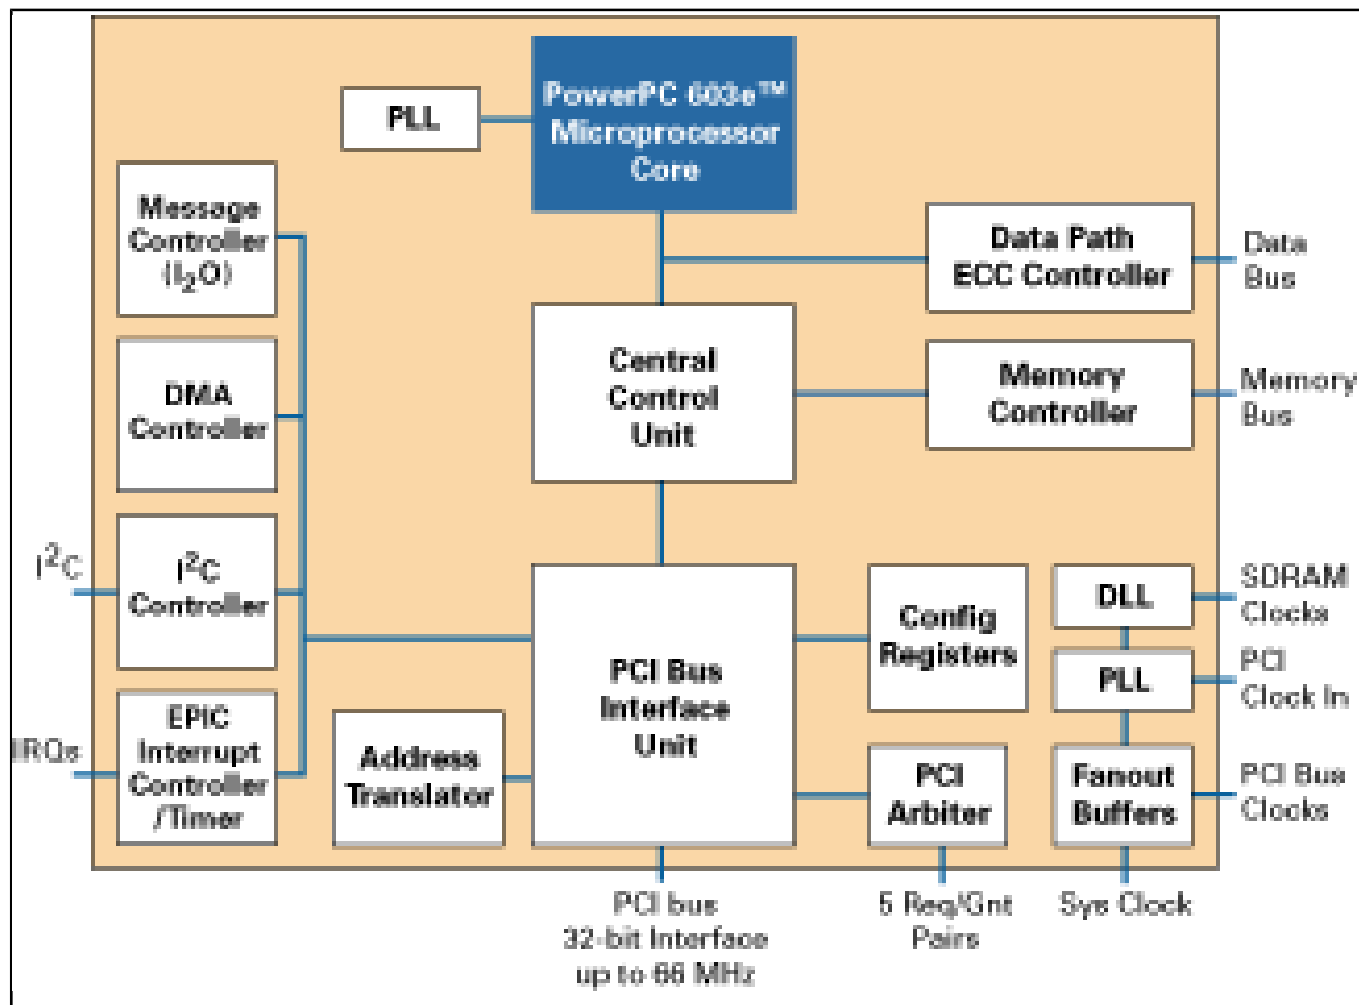 PowerPC 603e™
Microprocessor
Core
PLL
Message
Controller
(I₂O)
Data Path
ECC Controller
Data
Bus
Central
Control
Unit
DMA
Controller
Memory
Controller
Memory
Bus
I²C
I²C
Controller
PCI Bus
Interface
Unit
Config
Registers
DLL
SDRAM
Clocks
PLL
PCI
Clock In
IRQs
EPIC
Interrupt
Controller
/Timer
Address
Translator
PCI
Arbiter
Fanout
Buffers
PCI Bus
Clocks
PCI bus
32-bit Interface
up to 66 MHz
5 Req/Gnt
Pairs
Sys Clock